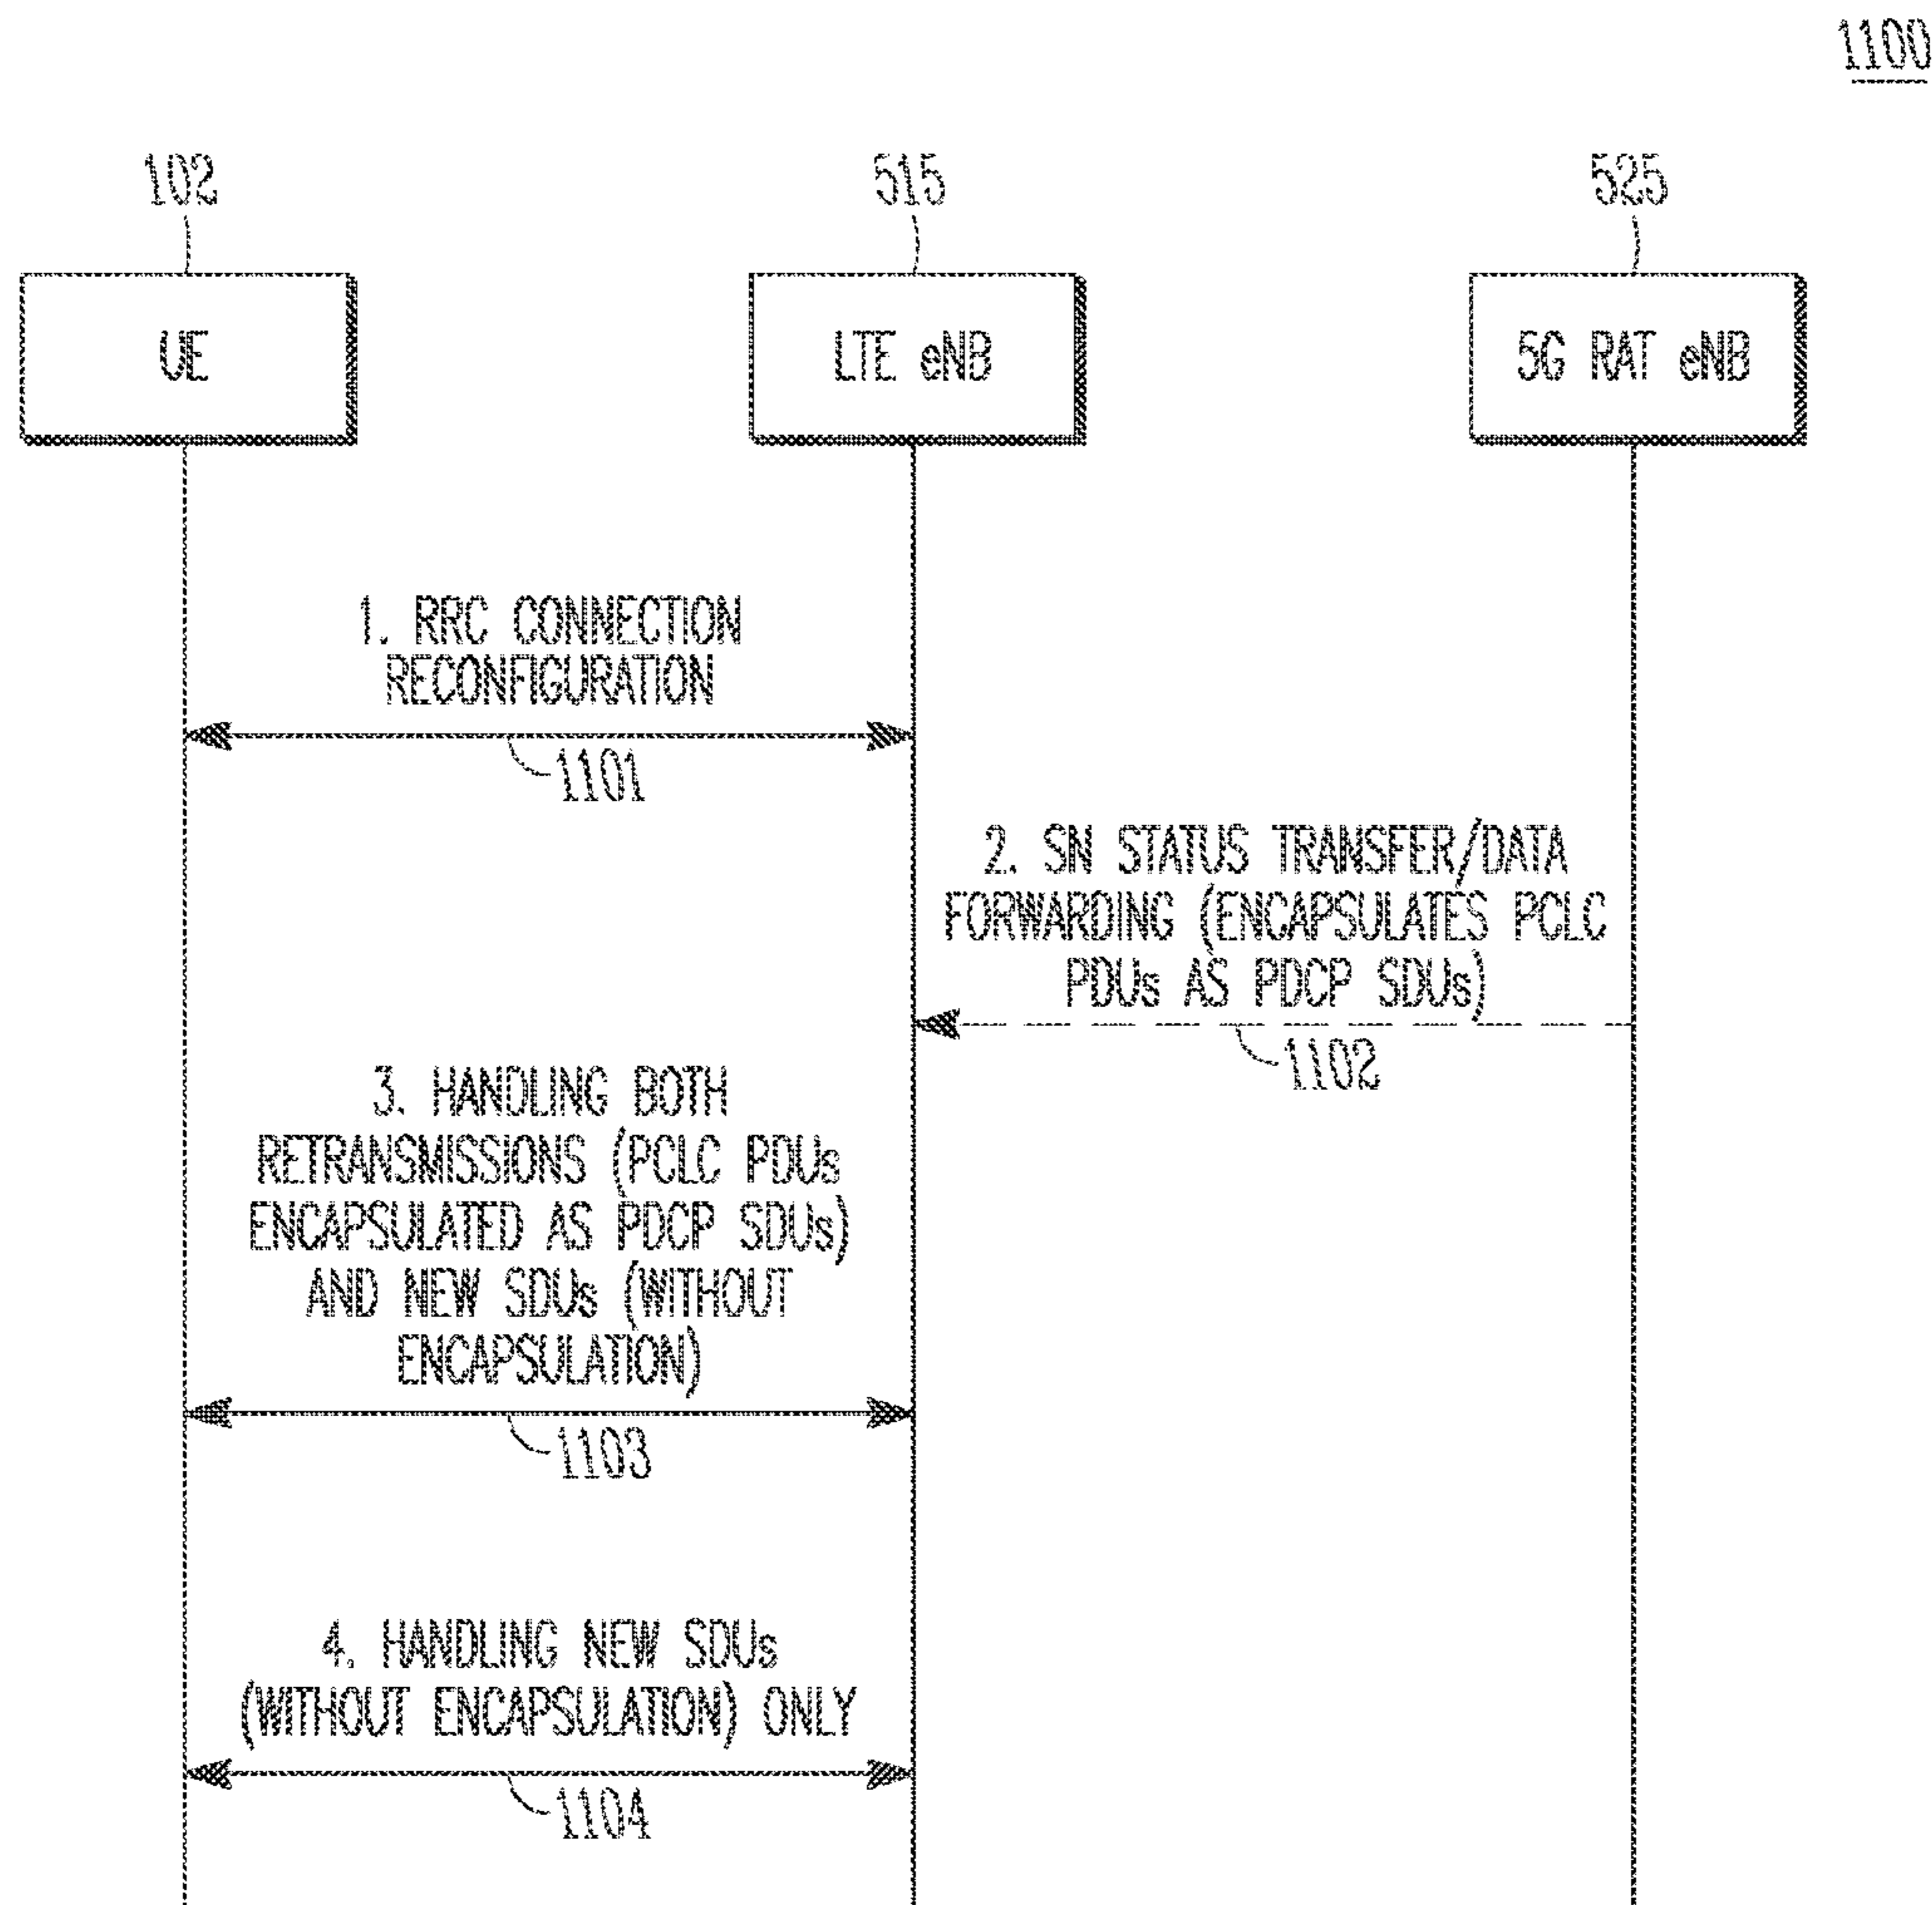 1100
102
515
525
UE
LTE eNB
5G RAT eNB
1. RRC CONNECTION
RECONFIGURATION
1101
2. SN STATUS TRANSFER/DATA
FORWARDING (ENCAPSULATES PCLC
PDUs AS PDCP SDUs)
1102
3. HANDLING BOTH
RETRANSMISSIONS (PCLC PDUs
ENCAPSULATED AS PDCP SDUs)
AND NEW SDUs (WITHOUT
ENCAPSULATION)
1103
4. HANDLING NEW SDUs
(WITHOUT ENCAPSULATION) ONLY
1104